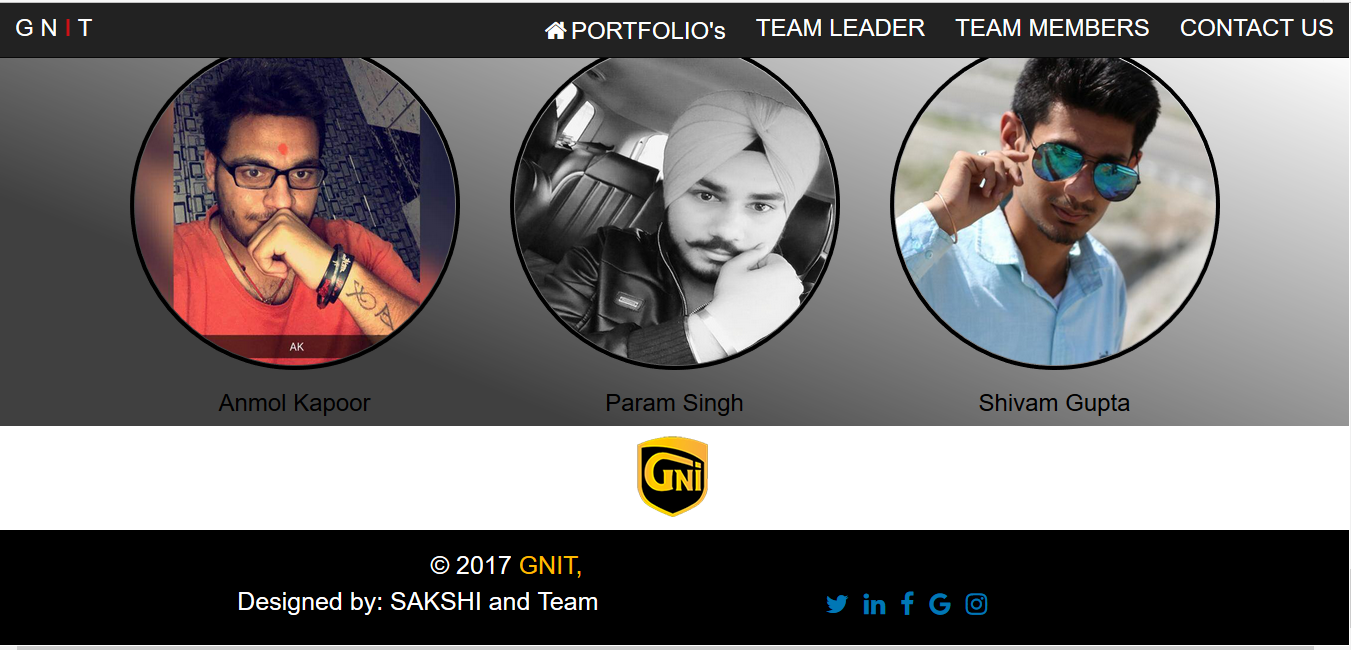 GNIT
PORTFOLIO's TEAM LEADER TEAM MEMBERS CONTACT US
AK
Anmol Kapoor Param Singh Shivam Gupta
GNI
© 2017 GNIT,
Designed by: SAKSHI and Team